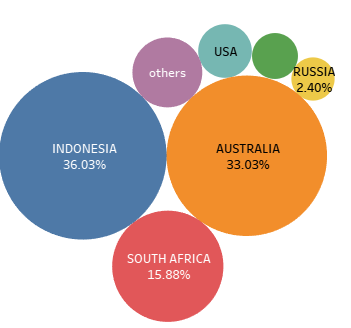 USA
others
RUSSIA
2.40%
INDONESIA
36.03%
AUSTRALIA
33.03%
SOUTH AFRICA
15.88%